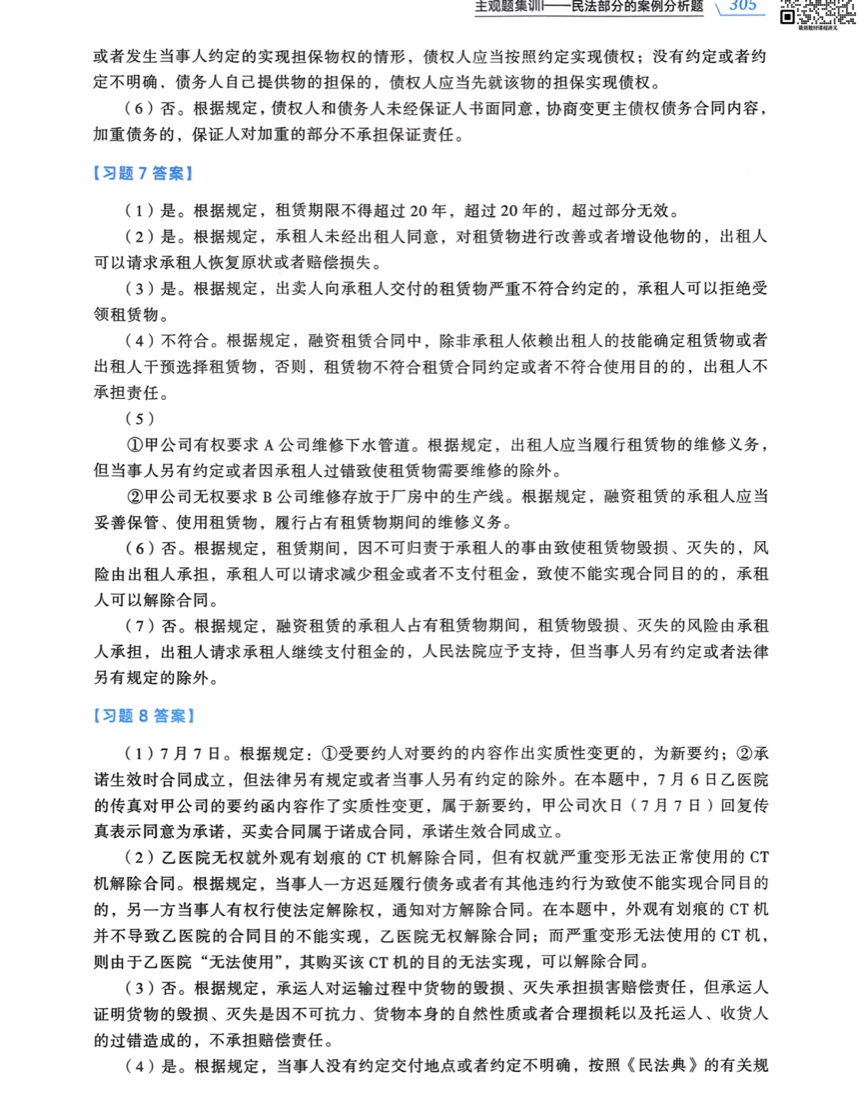 主观题集训Ⅰ——民法部分的案例分析题 305
或者发生当事人约定的实现担保物权的情形，债权人应当按照约定实现债权；没有约定或者约
定不明确，债务人自己提供物的担保的，债权人应当先就该物的担保实现债权。
（6）否。根据规定，债权人和债务人未经保证人书面同意，协商变更主债权债务合同内容，
加重债务的，保证人对加重的部分不承担保证责任。
【习题 7 答案】
（1）是。根据规定，租赁期限不得超过 20 年，超过 20 年的，超过部分无效。
（2）是。根据规定，承租人未经出租人同意，对租赁物进行改善或者增设他物的，出租人
可以请求承租人恢复原状或者赔偿损失。
（3）是。根据规定，出卖人向承租人交付的租赁物严重不符合约定的，承租人可以拒绝受
领租赁物。
（4）不符合。根据规定，融资租赁合同中，除非承租人依赖出租人的技能确定租赁物或者
出租人干预选择租赁物，否则，租赁物不符合租赁合同约定或者不符合使用目的的，出租人不
承担责任。
（5）
①甲公司有权要求 A 公司维修下水管道。根据规定，出租人应当履行租赁物的维修义务，
但当事人另有约定或者因承租人过错致使租赁物需要维修的除外。
②甲公司无权要求 B 公司维修存放于厂房中的生产线。根据规定，融资租赁的承租人应当
妥善保管、使用租赁物，履行占有租赁物期间的维修义务。
（6）否。根据规定，租赁期间，因不可归责于承租人的事由致使租赁物毁损、灭失的，风
险由出租人承担，承租人可以请求减少租金或者不支付租金，致使不能实现合同目的的，承租
人可以解除合同。
（7）否。根据规定，融资租赁的承租人占有租赁物期间，租赁物毁损、灭失的风险由承租
人承担，出租人请求承租人继续支付租金的，人民法院应予支持，但当事人另有约定或者法律
另有规定的除外。
【习题 8 答案】
（1）7 月 7 日。根据规定：①受要约人对要约的内容作出实质性变更的，为新要约；②承
诺生效时合同成立，但法律另有规定或者当事人另有约定的除外。在本题中，7 月 6 日乙医院
的传真对甲公司的要约函内容作了实质性变更，属于新要约，甲公司次日（7 月 7 日）回复传
真表示同意为承诺，买卖合同属于诺成合同，承诺生效合同成立。
（2）乙医院无权就外观有划痕的 CT 机解除合同，但有权就严重变形无法正常使用的 CT
机解除合同。根据规定，当事人一方迟延履行债务或者有其他违约行为致使不能实现合同目的
的，另一方当事人有权行使法定解除权，通知对方解除合同。在本题中，外观有划痕的 CT 机
并不导致乙医院的合同目的不能实现，乙医院无权解除合同；而严重变形无法使用的 CT 机，
则由于乙医院“无法使用”，其购买该 CT 机的目的无法实现，可以解除合同。
（3）否。根据规定，承运人对运输过程中货物的毁损、灭失承担损害赔偿责任，但承运人
证明货物的毁损、灭失是因不可抗力、货物本身的自然性质或者合理损耗以及托运人、收货人
的过错造成的，不承担赔偿责任。
（4）是。根据规定，当事人没有约定交付地点或者约定不明确，按照《民法典》的有关规